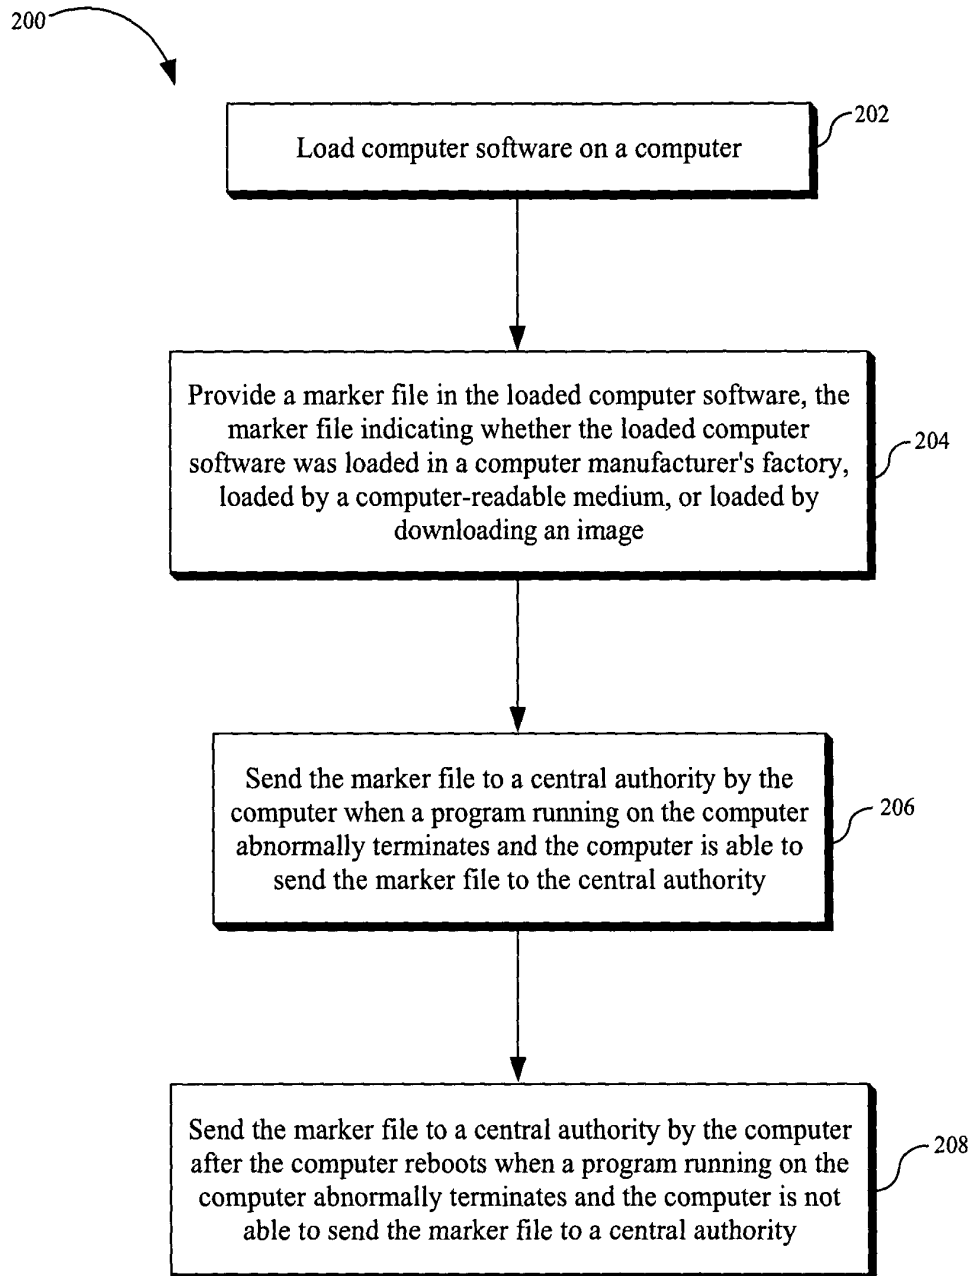 200
202
Load computer software on a computer
Provide a marker file in the loaded computer software, the
marker file indicating whether the loaded computer
software was loaded in a computer manufacturer's factory,
loaded by a computer-readable medium, or loaded by
downloading an image
204
Send the marker file to a central authority by the
computer when a program running on the computer
abnormally terminates and the computer is able to
send the marker file to the central authority
206
Send the marker file to a central authority by the computer
after the computer reboots when a program running on the
computer abnormally terminates and the computer is not
able to send the marker file to a central authority
208